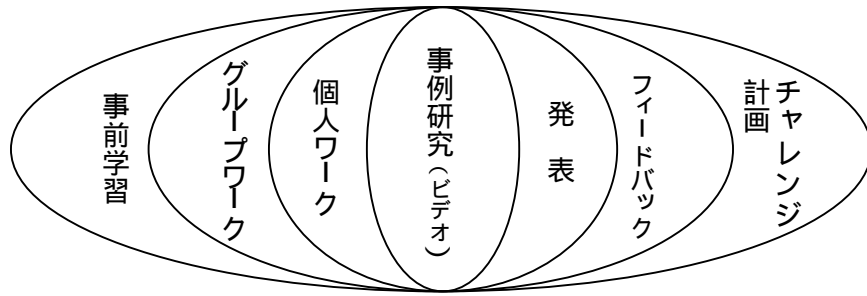 事前学習
グループワーク
個人ワーク
事例研究(ビデオ)
発表
フィードバック
チャレンジ
計画